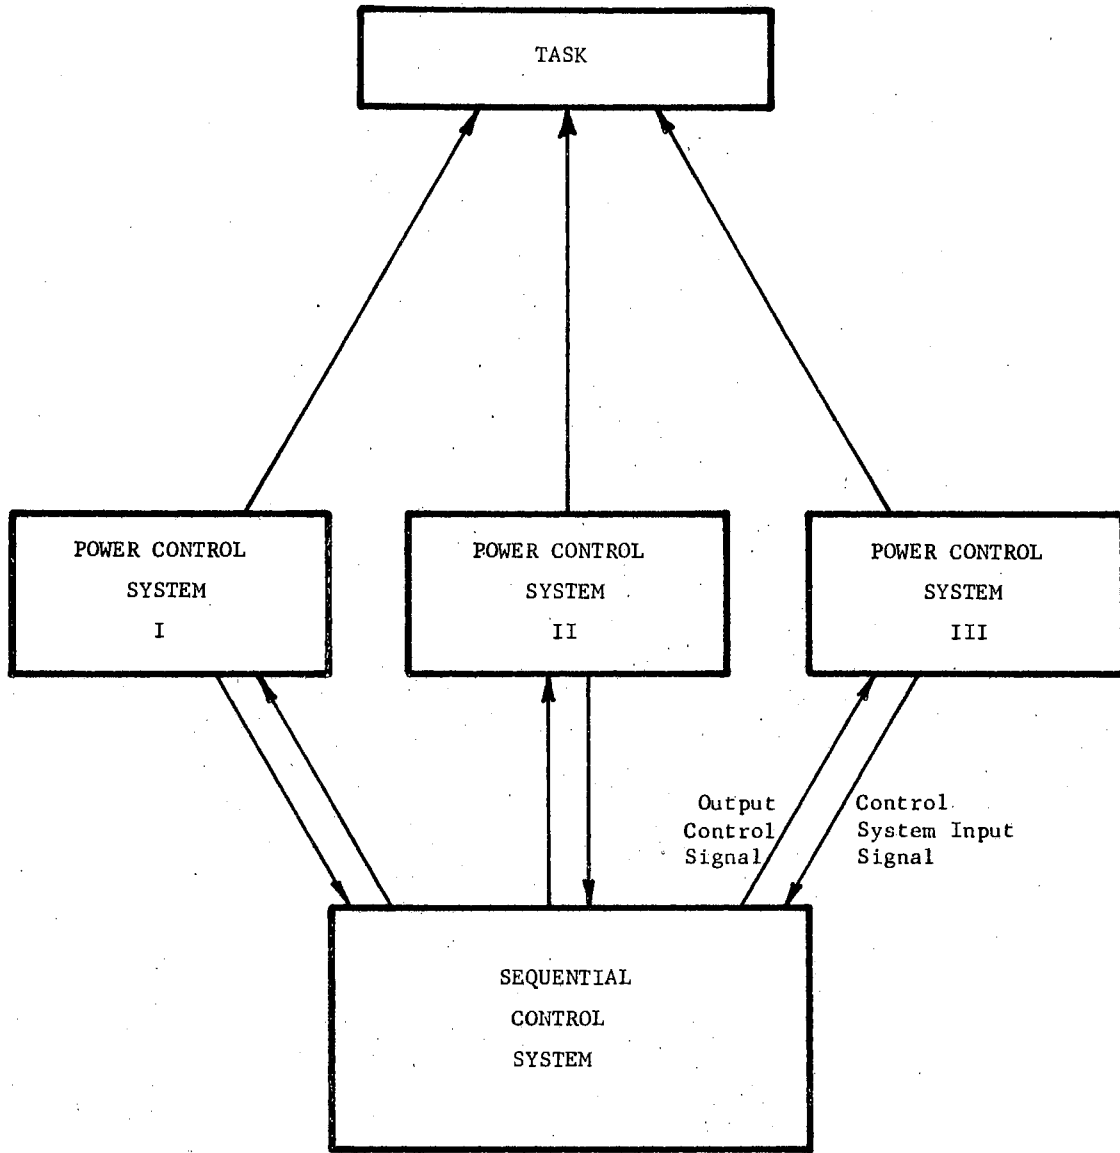 TASK
POWER CONTROL
SYSTEM
I
POWER CONTROL
SYSTEM
II
POWER CONTROL
SYSTEM
III
Output
Control
Signal
Control
System Input
Signal
SEQUENTIAL
CONTROL
SYSTEM